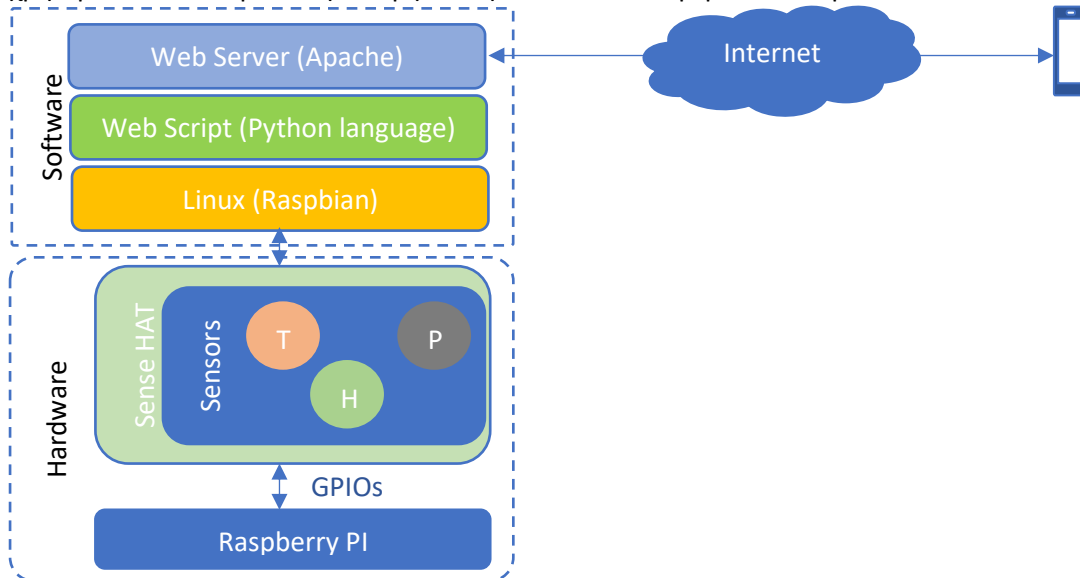 Web Server (Apache)
Internet
Web Script (Python language)
Linux (Raspbian)
Software
Sense HAT
Sensors
T
P
H
Hardware
GPIOs
Raspberry PI